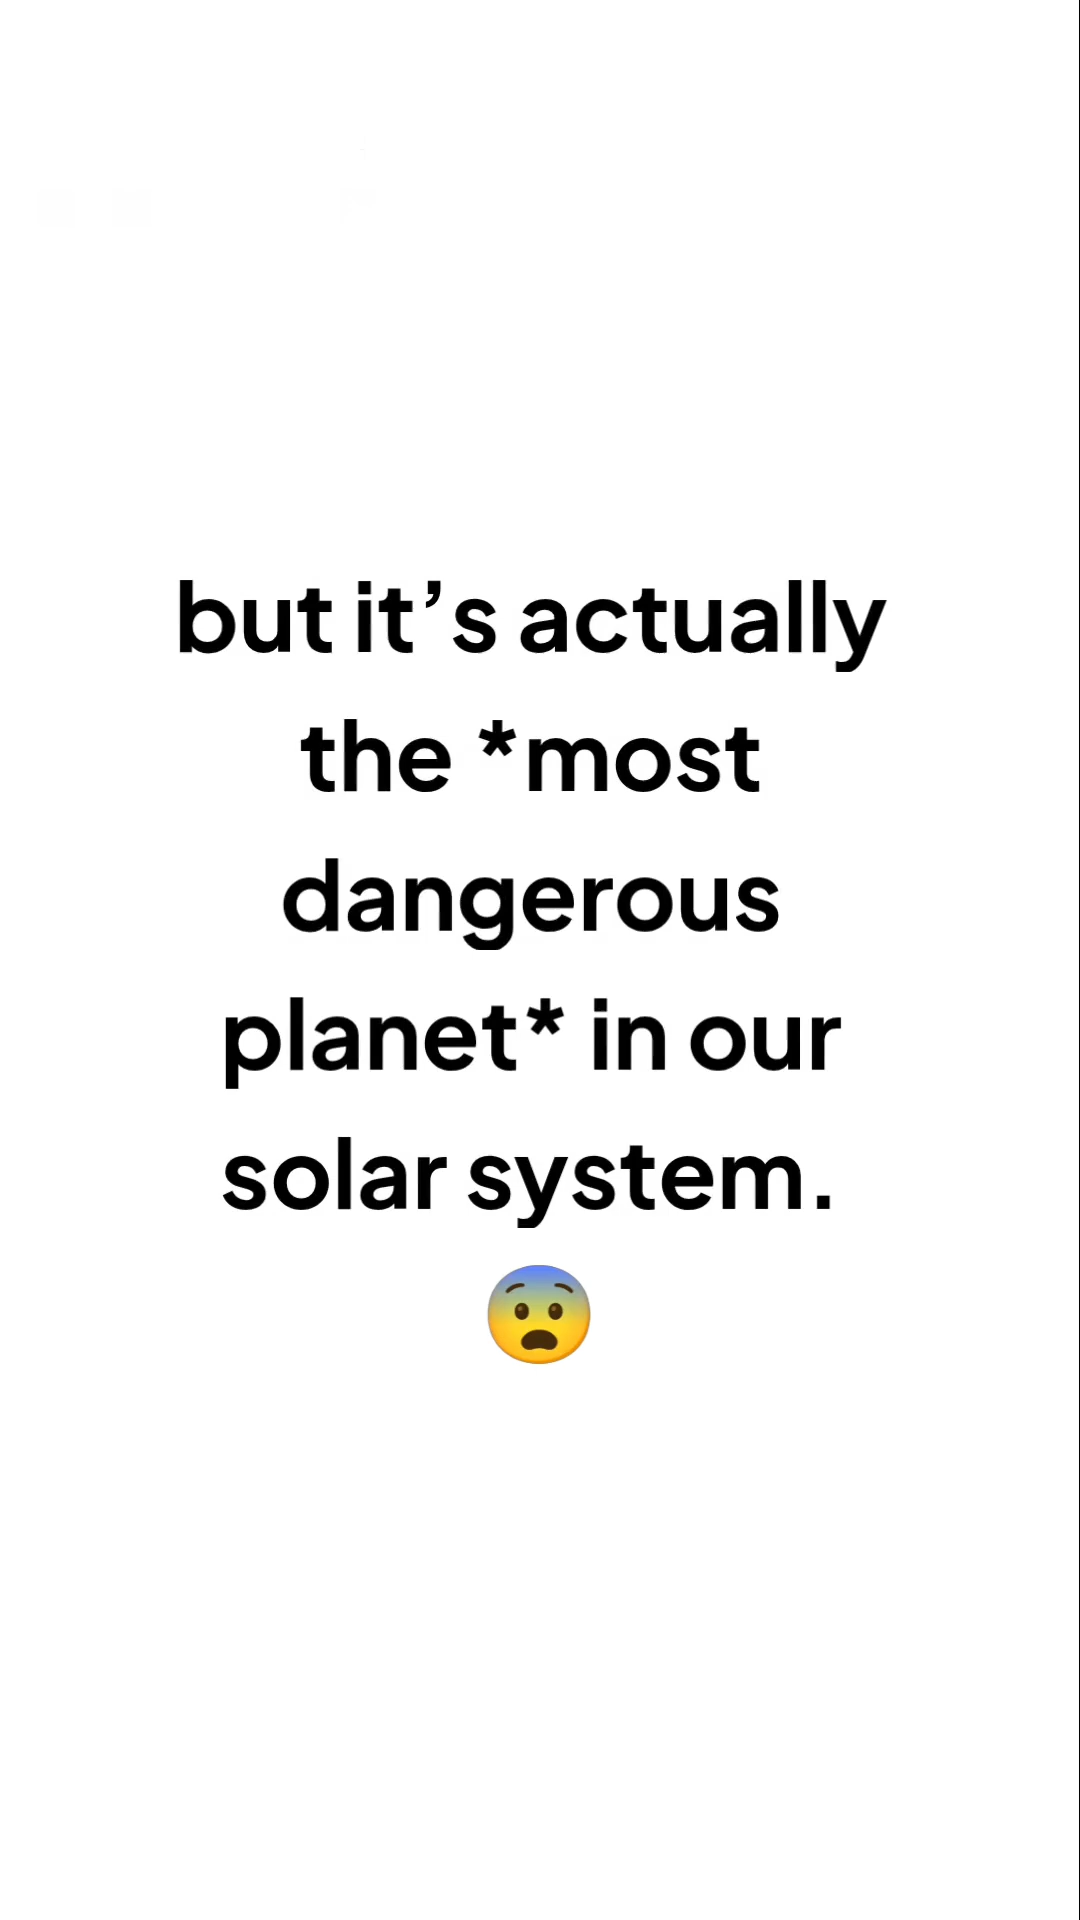 but it’s actually
the *most
dangerous
planet* in our
solar system.
😨